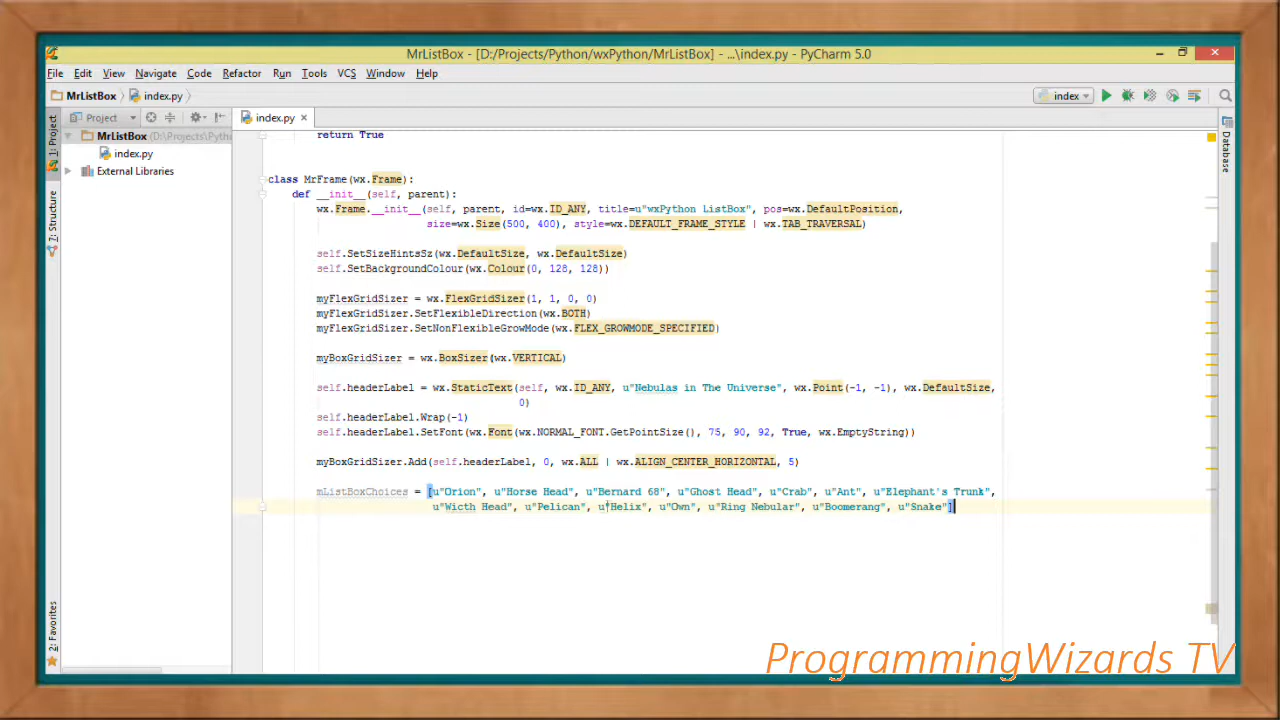 MrListBox - [D:/Projects/Python/wxPython/MrListBox] - ...\index.py - PyCharm 5.0
File Edit View Navigate Code Refactor Run Tools VCS Window Help
MrListBox index.py index
Project index.py
MrListBox (D:\Projects\Pytho
index.py
External Libraries
1: Project
7: Structure
2: Favorites
Database
return True
class MrFrame(wx.Frame):
def __init__(self, parent):
wx.Frame.__init__(self, parent, id=wx.ID_ANY, title=u"wxPython ListBox", pos=wx.DefaultPosition,
size=wx.Size(500, 400), style=wx.DEFAULT_FRAME_STYLE | wx.TAB_TRAVERSAL)
self.SetSizeHintsSz(wx.DefaultSize, wx.DefaultSize)
self.SetBackgroundColour(wx.Colour(0, 128, 128))
myFlexGridSizer = wx.FlexGridSizer(1, 1, 0, 0)
myFlexGridSizer.SetFlexibleDirection(wx.BOTH)
myFlexGridSizer.SetNonFlexibleGrowMode(wx.FLEX_GROWMODE_SPECIFIED)
myBoxGridSizer = wx.BoxSizer(wx.VERTICAL)
self.headerLabel = wx.StaticText(self, wx.ID_ANY, u"Nebulas in The Universe", wx.Point(-1, -1), wx.DefaultSize,
0)
self.headerLabel.Wrap(-1)
self.headerLabel.SetFont(wx.Font(wx.NORMAL_FONT.GetPointSize(), 75, 90, 92, True, wx.EmptyString))
myBoxGridSizer.Add(self.headerLabel, 0, wx.ALL | wx.ALIGN_CENTER_HORIZONTAL, 5)
mListBoxChoices = [u"Orion", u"Horse Head", u"Bernard 68", u"Ghost Head", u"Crab", u"Ant", u"Elephant's Trunk",
u"Wicth Head", u"Pelican", u"Helix", u"Own", u"Ring Nebular", u"Boomerang", u"Snake"]
ProgrammingWizards TV